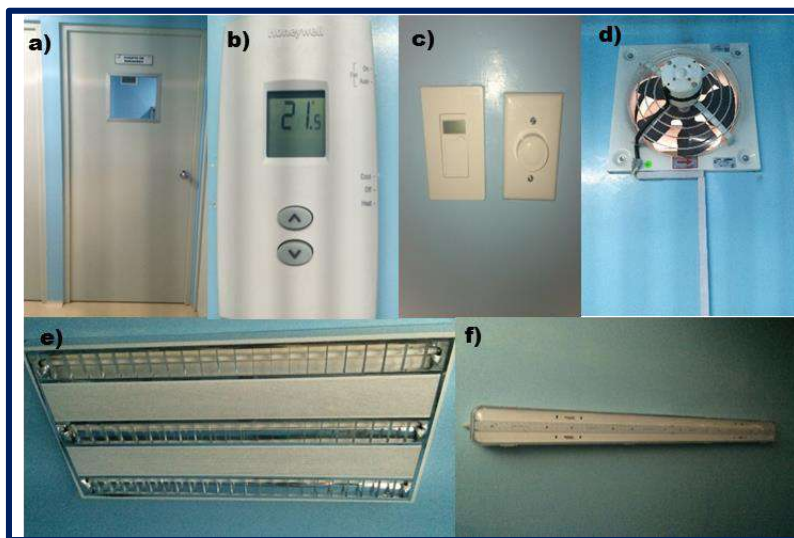 a)
b)
Honeywell
On
Fan
Auto
21.5
Cool
Off
Heat
c)
d)
e)
f)